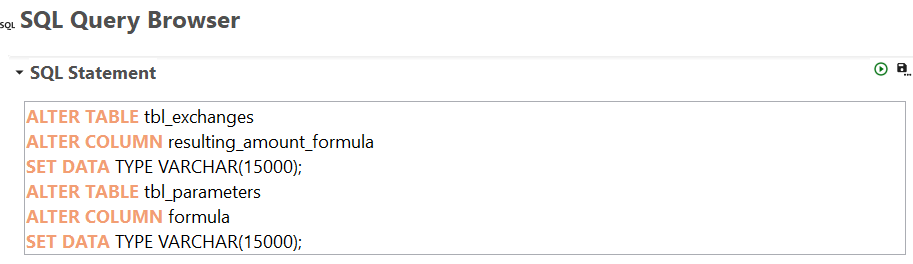 SQL SQL Query Browser
SQL Statement
ALTER TABLE tbl_exchanges
ALTER COLUMN resulting_amount_formula
SET DATA TYPE VARCHAR(15000);
ALTER TABLE tbl_parameters
ALTER COLUMN formula
SET DATA TYPE VARCHAR(15000);